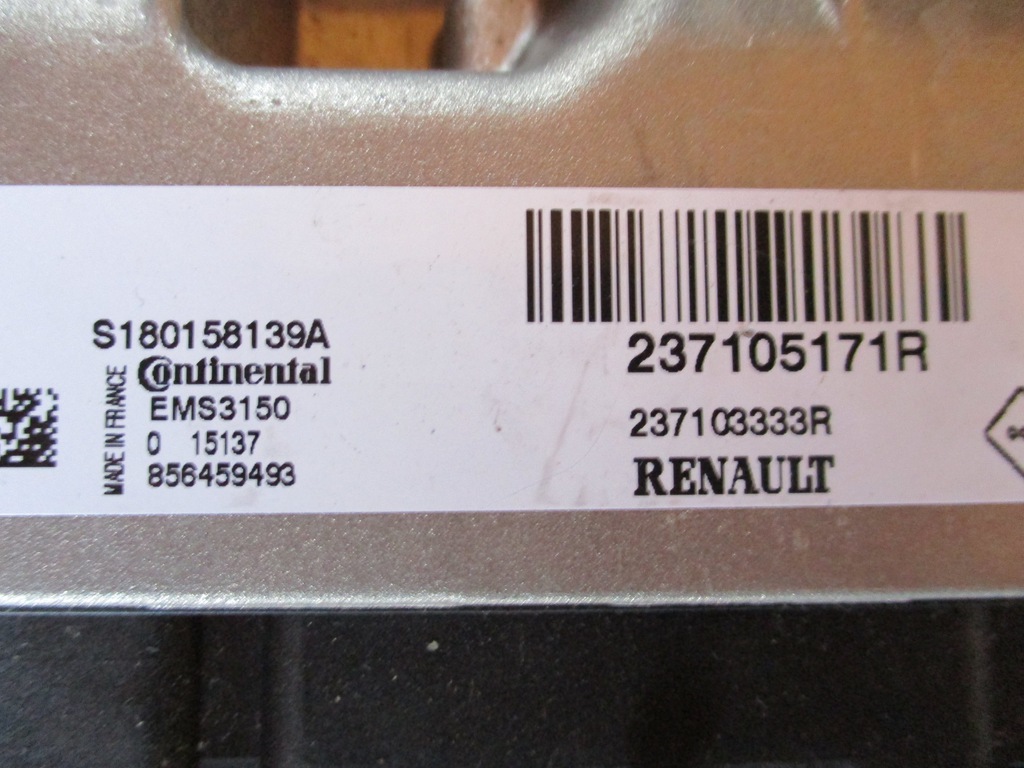 S180158139A
Continental
MADE IN FRANCE
EMS3150
0 15137
856459493
237105171R
237103333R
RENAULT